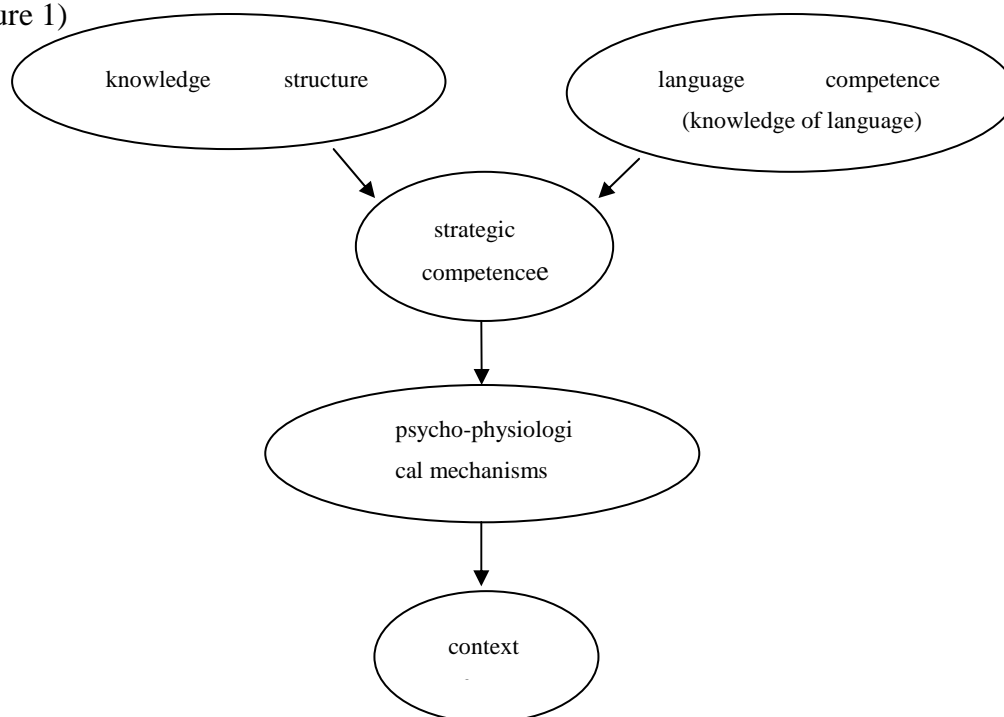 ure 1)
knowledge structure
language competence
(knowledge of language)
strategic
competencee
psycho-physiologi
cal mechanisms
context